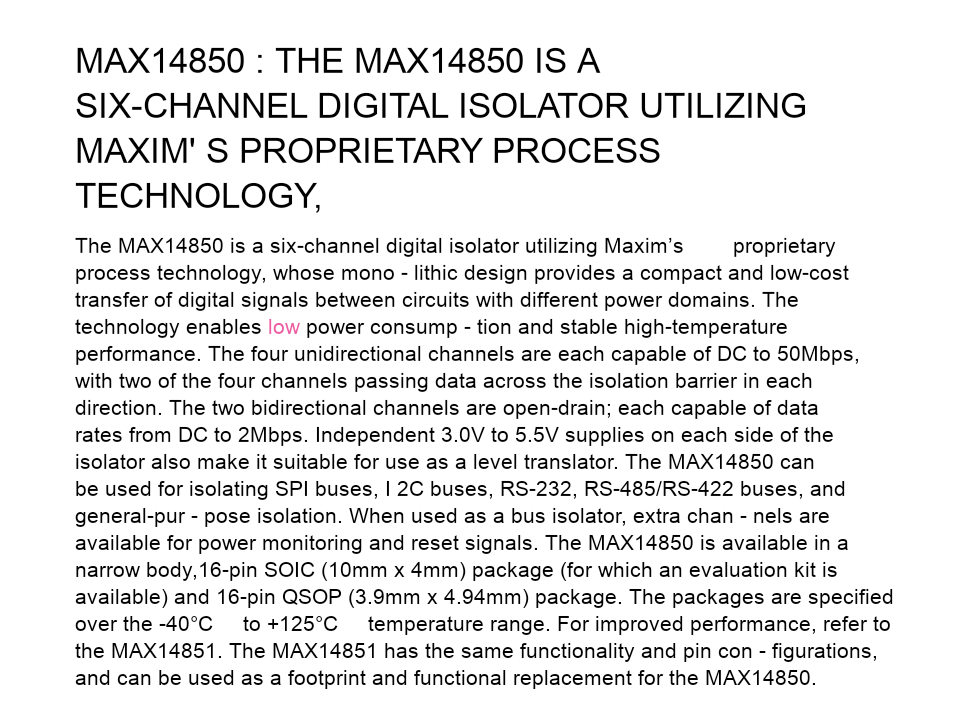 MAX14850 : THE MAX14850 IS A
SIX-CHANNEL DIGITAL ISOLATOR UTILIZING
MAXIM' S PROPRIETARY PROCESS
TECHNOLOGY,
The MAX14850 is a six-channel digital isolator utilizing Maxim’s proprietary
process technology, whose mono - lithic design provides a compact and low-cost
transfer of digital signals between circuits with different power domains. The
technology enables low power consump - tion and stable high-temperature
performance. The four unidirectional channels are each capable of DC to 50Mbps,
with two of the four channels passing data across the isolation barrier in each
direction. The two bidirectional channels are open-drain; each capable of data
rates from DC to 2Mbps. Independent 3.0V to 5.5V supplies on each side of the
isolator also make it suitable for use as a level translator. The MAX14850 can
be used for isolating SPI buses, I 2C buses, RS-232, RS-485/RS-422 buses, and
general-pur - pose isolation. When used as a bus isolator, extra chan - nels are
available for power monitoring and reset signals. The MAX14850 is available in a
narrow body,16-pin SOIC (10mm x 4mm) package (for which an evaluation kit is
available) and 16-pin QSOP (3.9mm x 4.94mm) package. The packages are specified
over the -40°C to +125°C temperature range. For improved performance, refer to
the MAX14851. The MAX14851 has the same functionality and pin con - figurations,
and can be used as a footprint and functional replacement for the MAX14850.